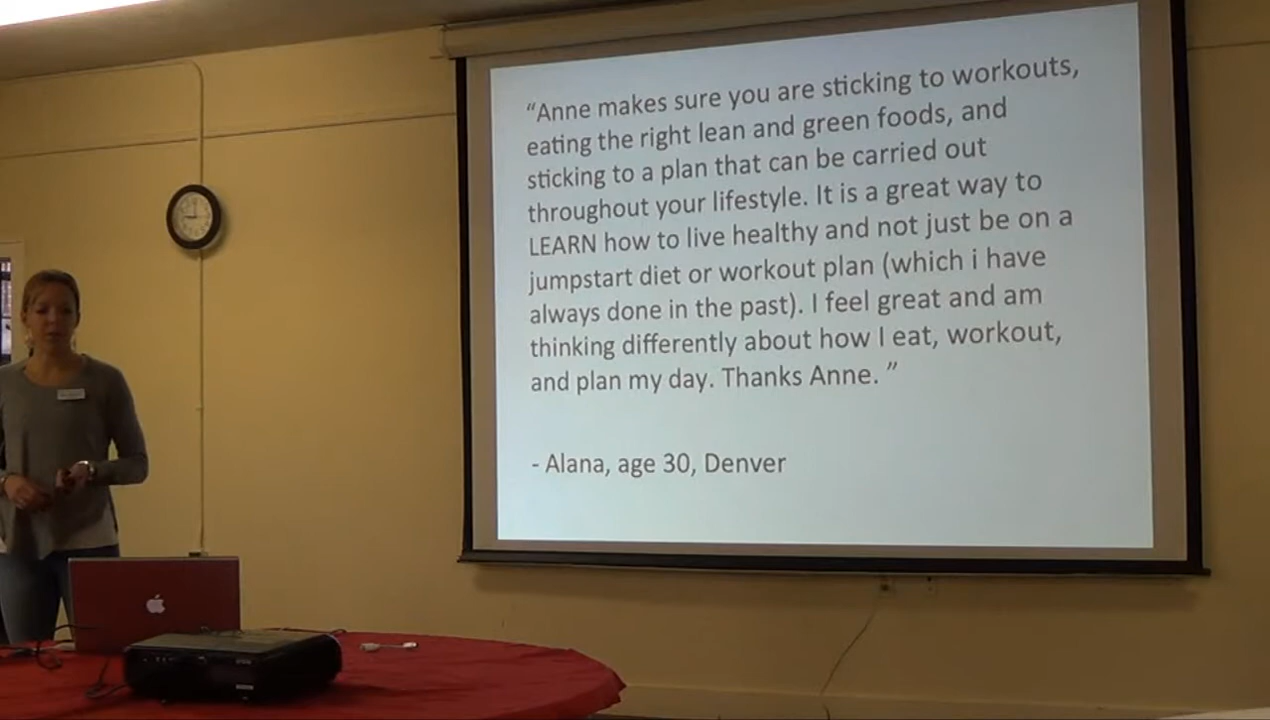 “Anne makes sure you are sticking to workouts,
eating the right lean and green foods, and
sticking to a plan that can be carried out
throughout your lifestyle. It is a great way to
LEARN how to live healthy and not just be on a
jumpstart diet or workout plan (which i have
always done in the past). I feel great and am
thinking differently about how I eat, workout,
and plan my day. Thanks Anne. ”
- Alana, age 30, Denver